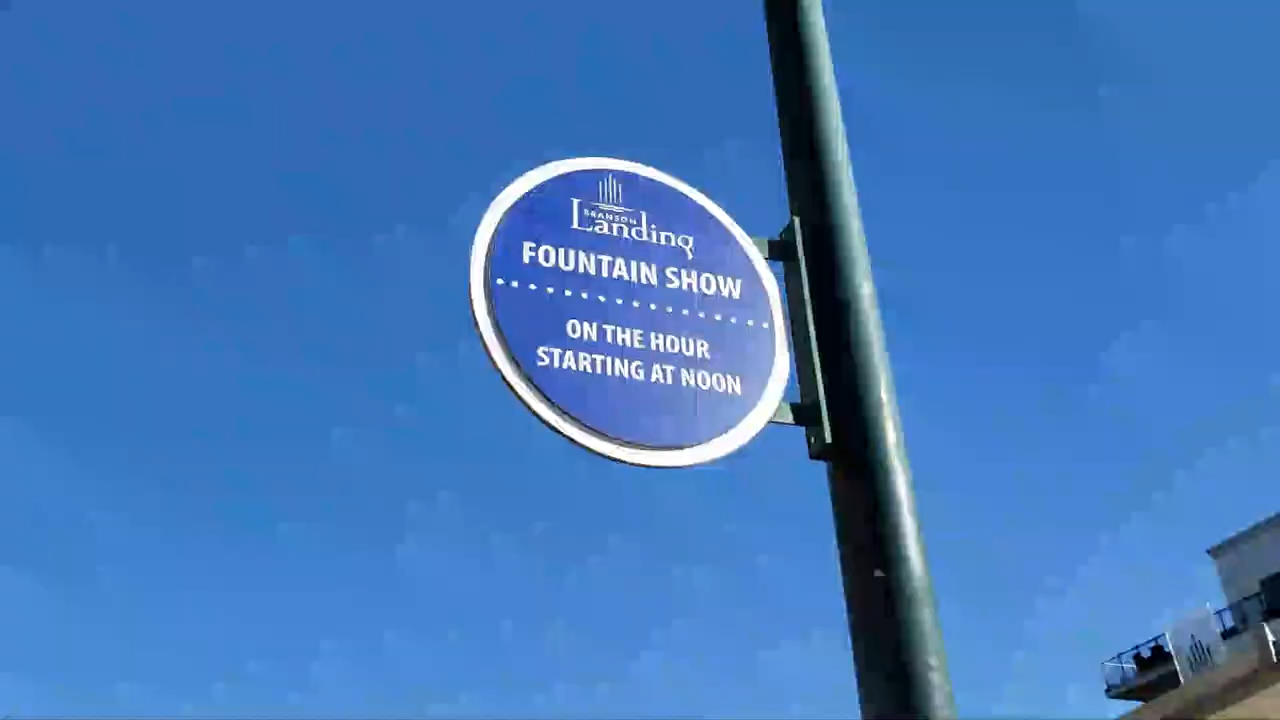 BRANSON
Landing
FOUNTAIN SHOW
ON THE HOUR
STARTING AT NOON